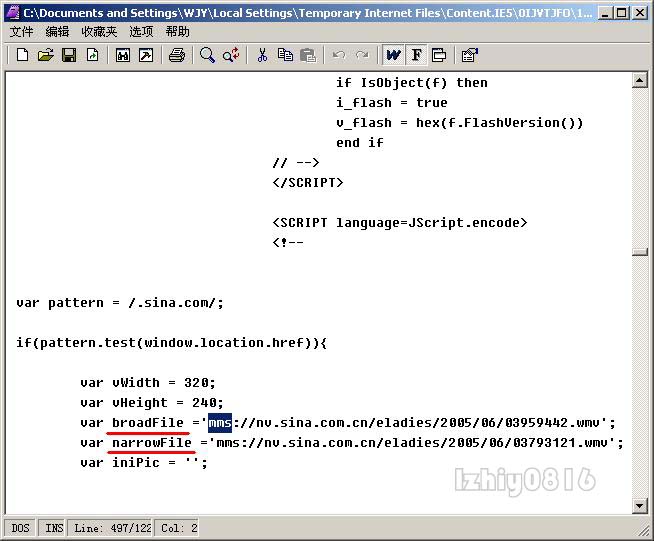 C:\Documents and Settings\WJY\Local Settings\Temporary Internet Files\Content.IE5\0IJVTJFO\1...
文件 编辑 收藏夹 选项 帮助
W F
if IsObject(f) then
i_flash = true
v_flash = hex(f.FlashVersion())
end if
// -->
</SCRIPT>
<SCRIPT language=JScript.encode>
<!--
var pattern = /.sina.com/;
if(pattern.test(window.location.href)){
var vWidth = 320;
var vHeight = 240;
var broadFile ='mms://nv.sina.com.cn/eladies/2005/06/03959442.wmv';
var narrowFile ='mms://nv.sina.com.cn/eladies/2005/06/03793121.wmv';
var iniPic = '';
lzhiy0816
DOS INS Line: 497/122 Col: 2